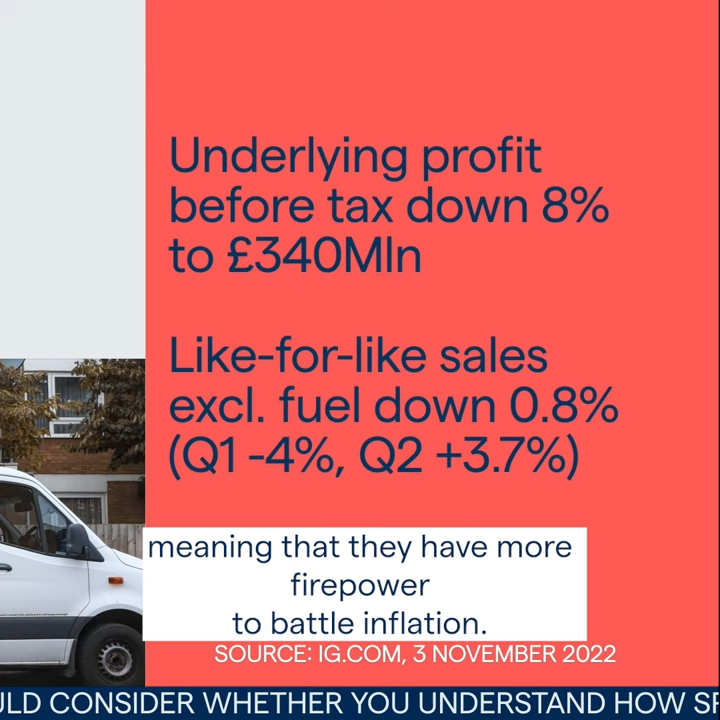 Underlying profit
before tax down 8%
to £340Mln
Like-for-like sales
excl. fuel down 0.8%
(Q1 -4%, Q2 +3.7%)
meaning that they have more
firepower
to battle inflation.
SOURCE: IG.COM, 3 NOVEMBER 2022
CONSIDER WHETHER YOU UNDERSTAND HOW